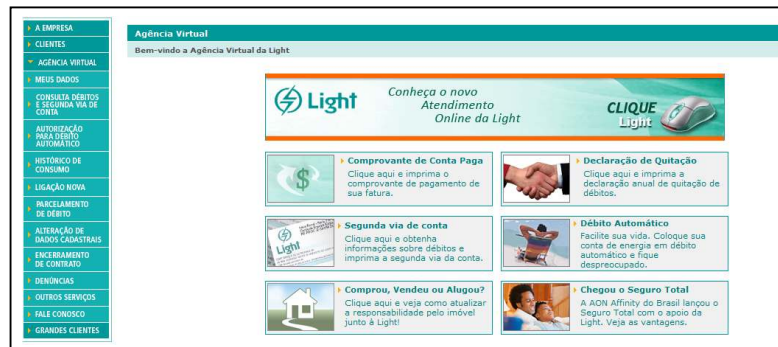 A EMPRESA
CLIENTES
AGÊNCIA VIRTUAL
MEUS DADOS
CONSULTA DÉBITOS
E SEGUNDA VIA DE
CONTA
AUTORIZAÇÃO
PARA DÉBITO
AUTOMÁTICO
HISTÓRICO DE
CONSUMO
LIGAÇÃO NOVA
PARCELAMENTO
DE DÉBITO
ALTERAÇÃO DE
DADOS CADASTRAIS
ENCERRAMENTO
DE CONTRATO
DENÚNCIAS
OUTROS SERVIÇOS
FALE CONOSCO
GRANDES CLIENTES
Agência Virtual
Bem-vindo a Agência Virtual da Light
Light
Conheça o novo
Atendimento
Online da Light
CLIQUE
Light
Comprovante de Conta Paga
Clique aqui e imprima o
comprovante de pagamento de
sua fatura.
Declaração de Quitação
Clique aqui e imprima a
declaração anual de quitação de
débitos.
Light
Segunda via de conta
Clique aqui e obtenha
informações sobre débitos e
imprima a segunda via da conta.
Débito Automático
Facilite sua vida. Coloque sua
conta de energia em débito
automático e fique
despreocupado.
Comprou, Vendeu ou Alugou?
Clique aqui e veja como atualizar
a responsabilidade pelo imóvel
junto à Light!
Chegou o Seguro Total
A AON Affinity do Brasil lançou o
Seguro Total com o apoio da
Light. Veja as vantagens.